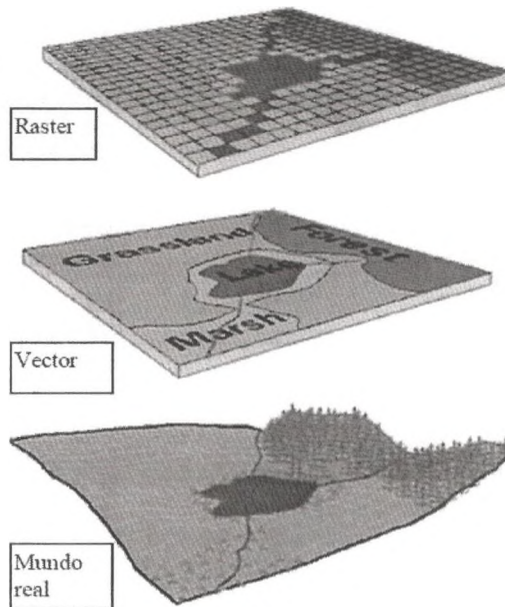 Raster
Grassland
Forest
Lake
Marsh
Vector
Mundo
real